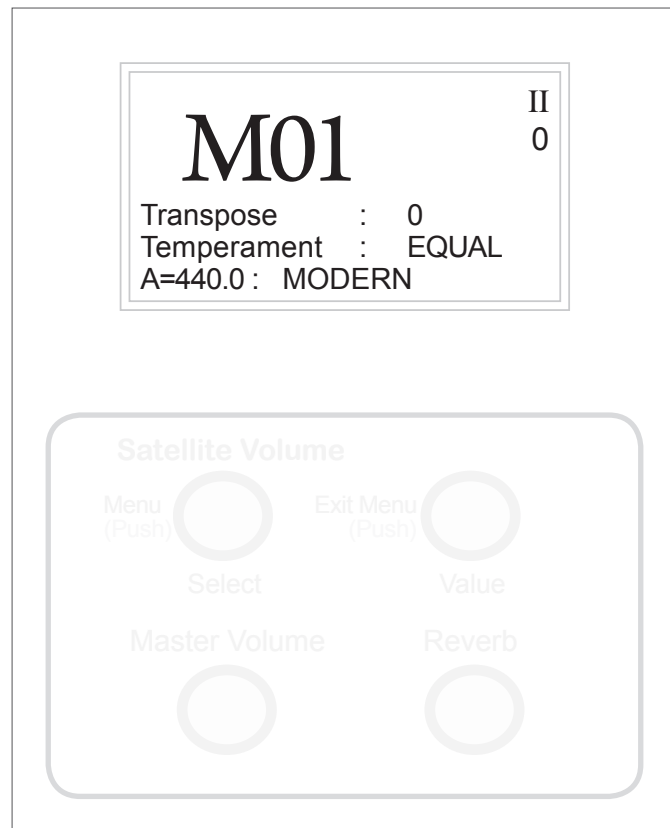 II
M01
0
Transpose : 0
Temperament : EQUAL
A=440.0 : MODERN
Satellite Volume
Menu
(Push)
Exit Menu
(Push)
Select
Value
Master Volume
Reverb